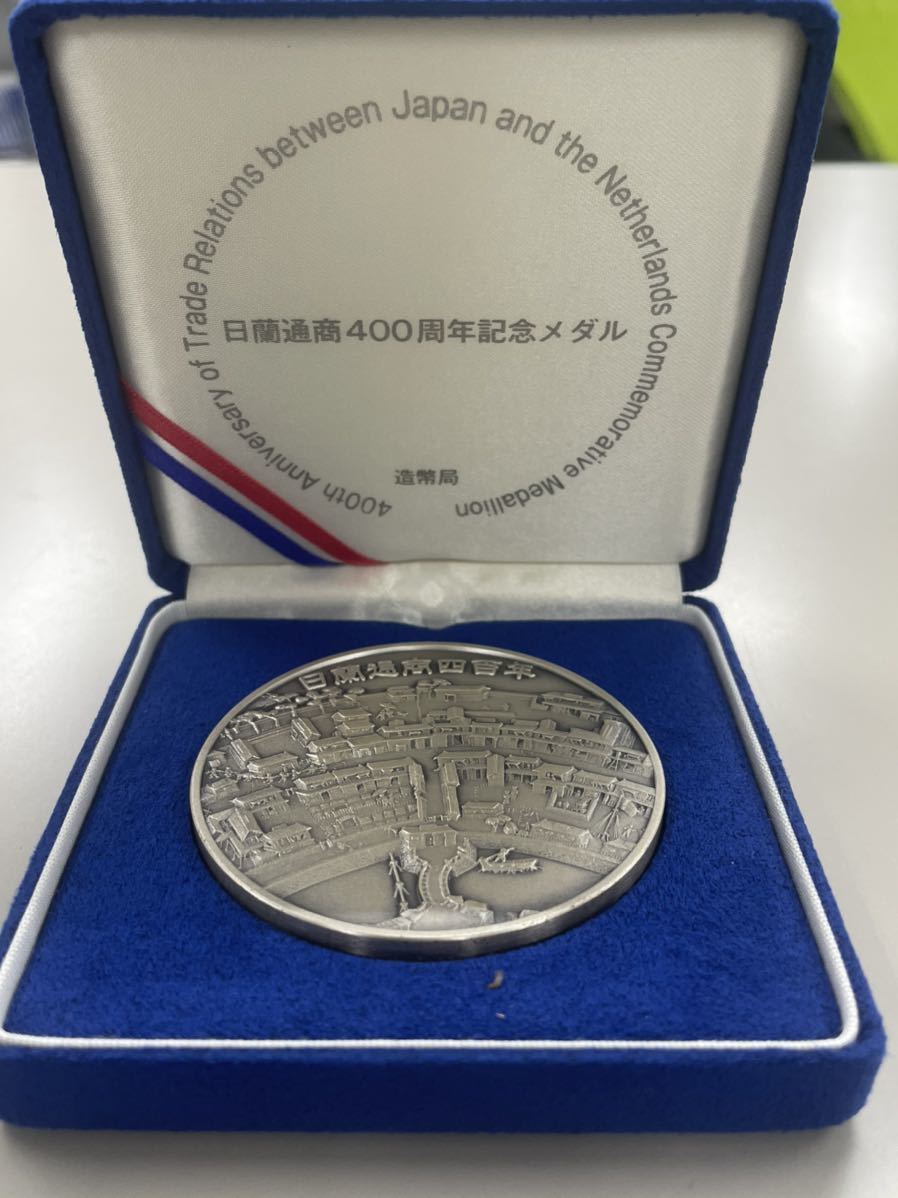 400th Anniversary of Trade Relations between Japan and the Netherlands Commemorative Medallion
日蘭通商400周年記念メダル
造幣局
日蘭通商四百年